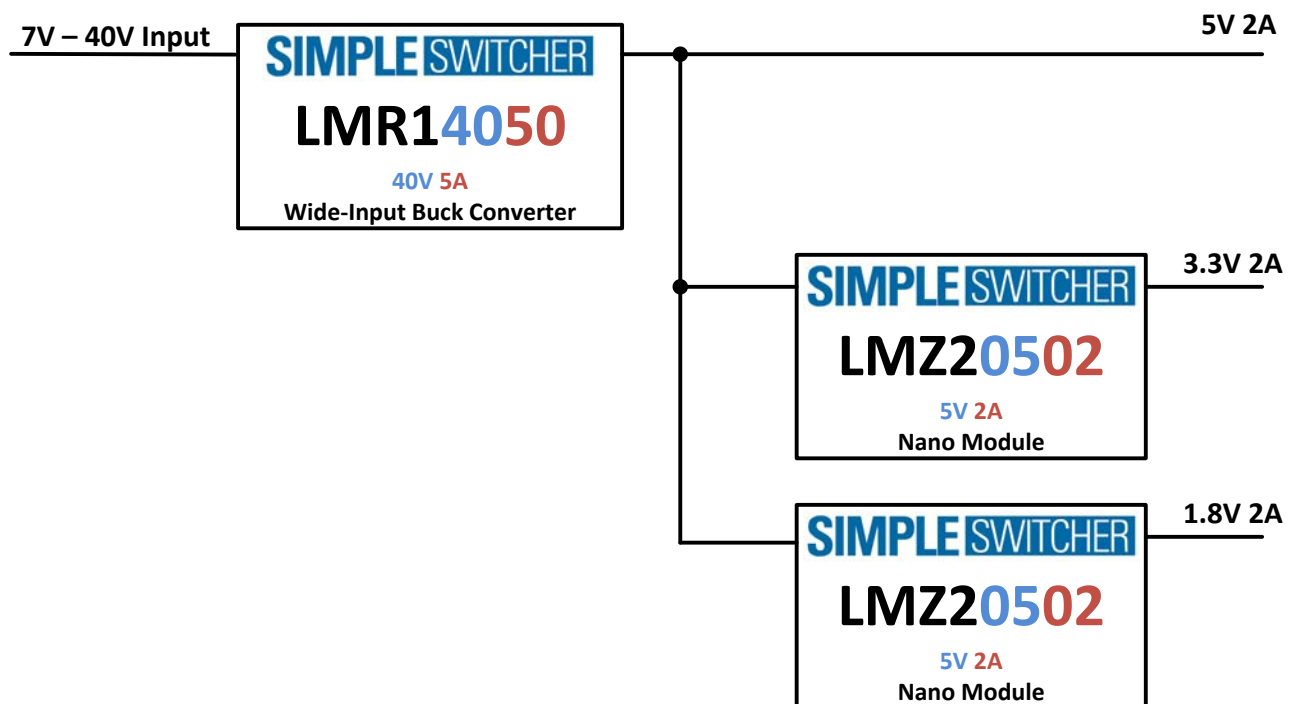 7V – 40V Input
SIMPLE SWITCHER
LMR14050
40V 5A
Wide-Input Buck Converter
5V 2A
SIMPLE SWITCHER
LMZ20502
5V 2A
Nano Module
3.3V 2A
SIMPLE SWITCHER
LMZ20502
5V 2A
Nano Module
1.8V 2A